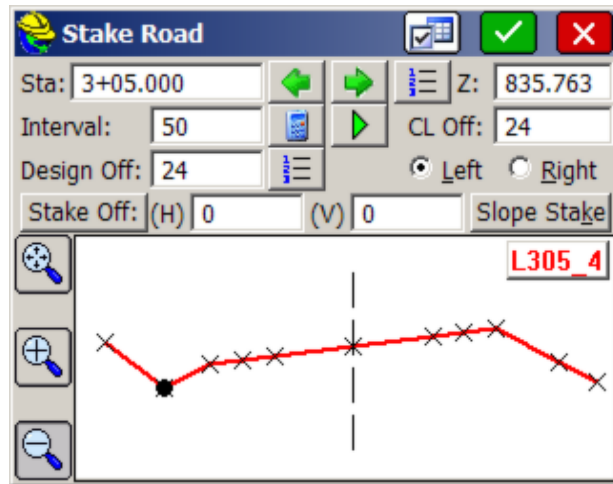 Stake Road
Sta: 3+05.000 Z: 835.763
Interval: 50 CL Off: 24
Design Off: 24 Left Right
Stake Off: (H) 0 (V) 0 Slope Stake
L305_4